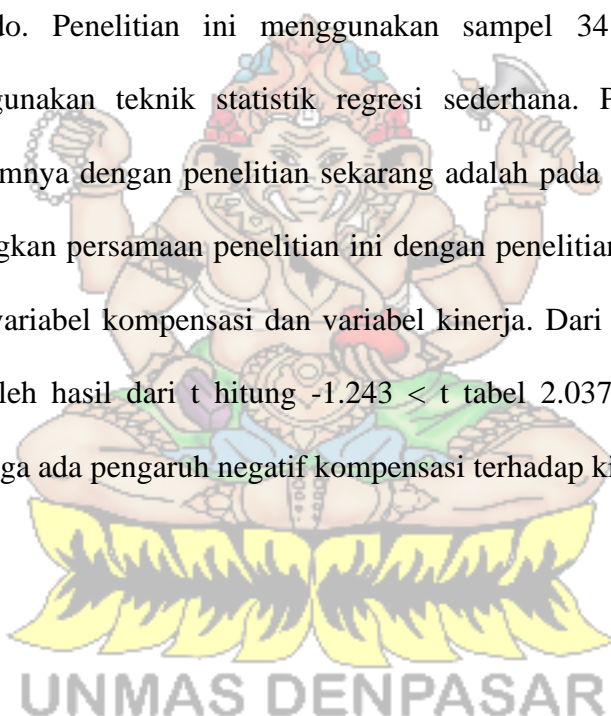 do. Penelitian ini menggunakan sampel 34
gunakan teknik statistik regresi sederhana. P
mnya dengan penelitian sekarang adalah pada
gkan persamaan penelitian ini dengan penelitian
variabel kompensasi dan variabel kinerja. Dari
leh hasil dari t hitung -1.243 < t tabel 2.037
ga ada pengaruh negatif kompensasi terhadap ki
UNMAS DENPASAR